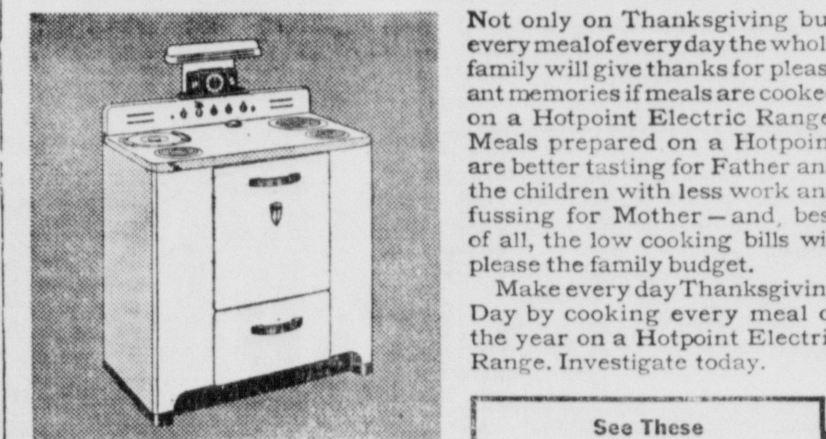 Not only on Thanksgiving bu
every meal of every day the whol
family will give thanks for pleas
ant memories if meals are cooke
on a Hotpoint Electric Range
Meals prepared on a Hotpoin
are better tasting for Father an
the children with less work an
fussing for Mother — and, bes
of all, the low cooking bills wi
please the family budget.
Make every day Thanksgivin
Day by cooking every meal o
the year on a Hotpoint Electri
Range. Investigate today.
See These